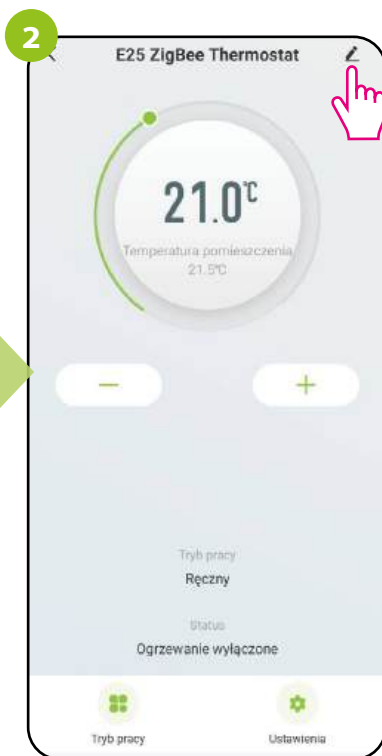 2
E25 ZigBee Thermostat
21.0°C
Temperatura pomieszczenia
21.5°C
−
+
Tryb pracy
Ręczny
Status
Ogrzewanie wyłączone
Tryb pracy
Ustawienia